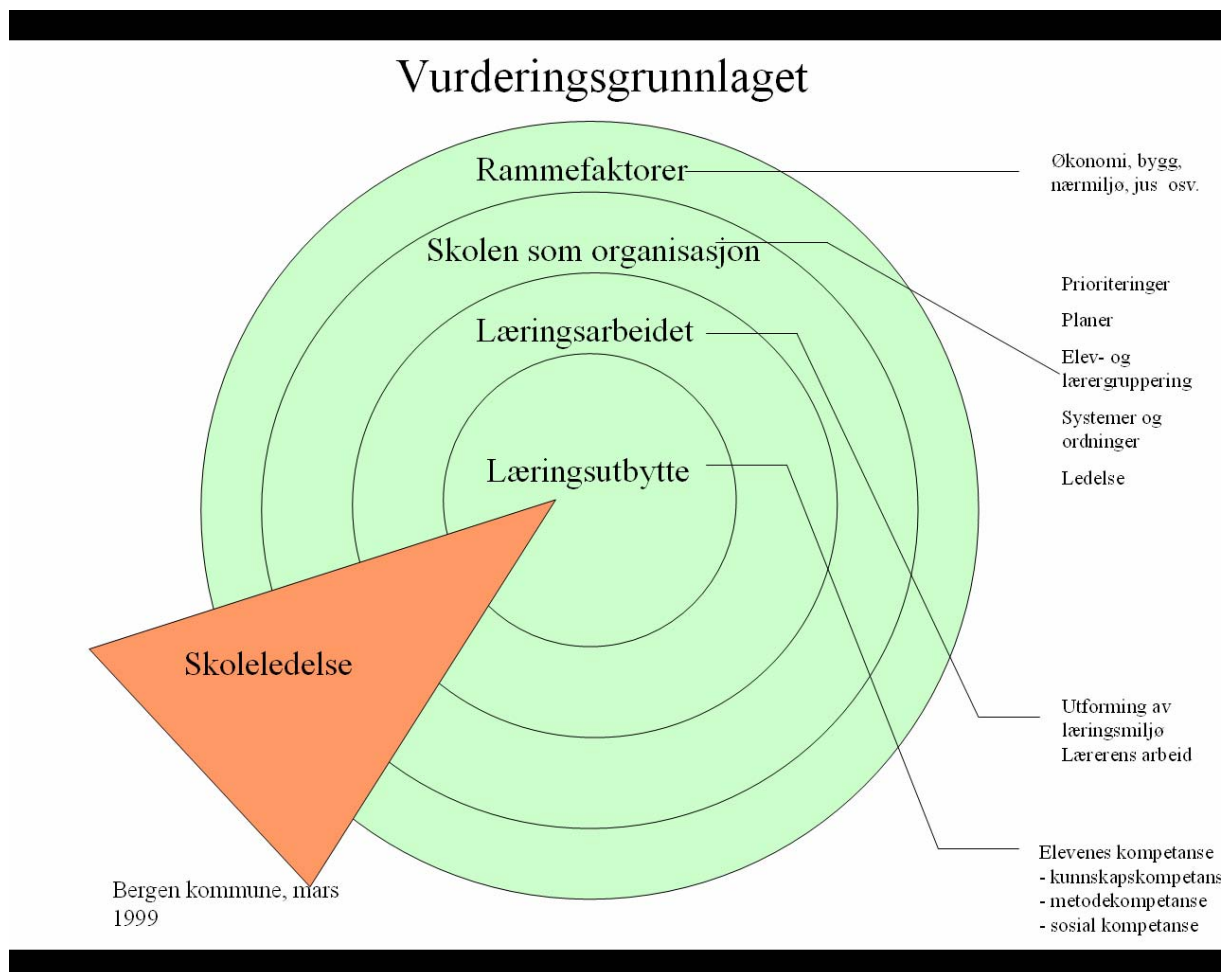 Vurderingsgrunnlaget
Rammefaktorer
Økonomi, bygg,
nærmiljø, jus osv.
Skolen som organisasjon
Prioriteringer
Planer
Elev- og
lærergruppering
Systemer og
ordninger
Ledelse
Læringsarbeidet
Utforming av
læringsmiljø
Lærerens arbeid
Læringsutbytte
Elevenes kompetanse
- kunnskapskompetans
- metodekompetanse
- sosial kompetanse
Skoleledelse
Bergen kommune, mars
1999